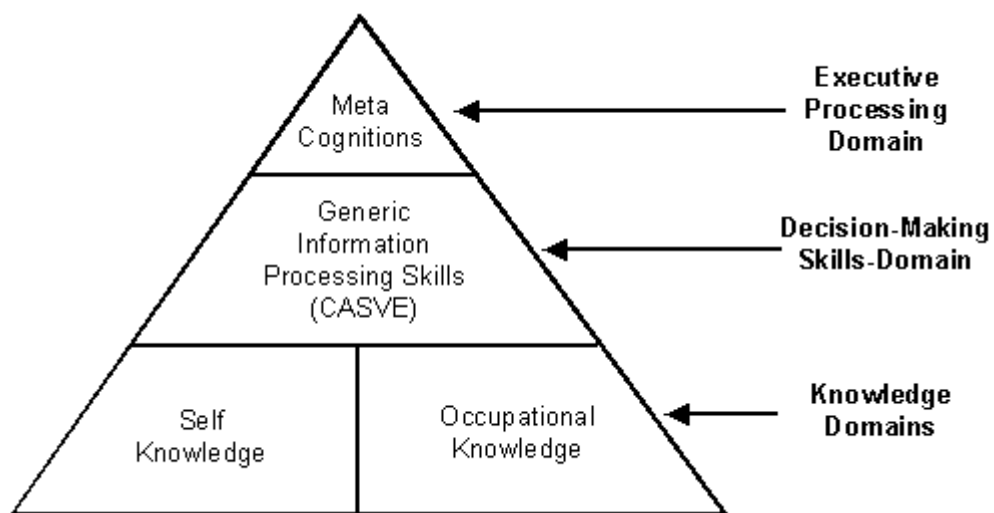 Meta
Cognitions
Executive
Processing
Domain
Generic
Information
Processing Skills
(CASVE)
Decision-Making
Skills-Domain
Self
Knowledge
Occupational
Knowledge
Knowledge
Domains